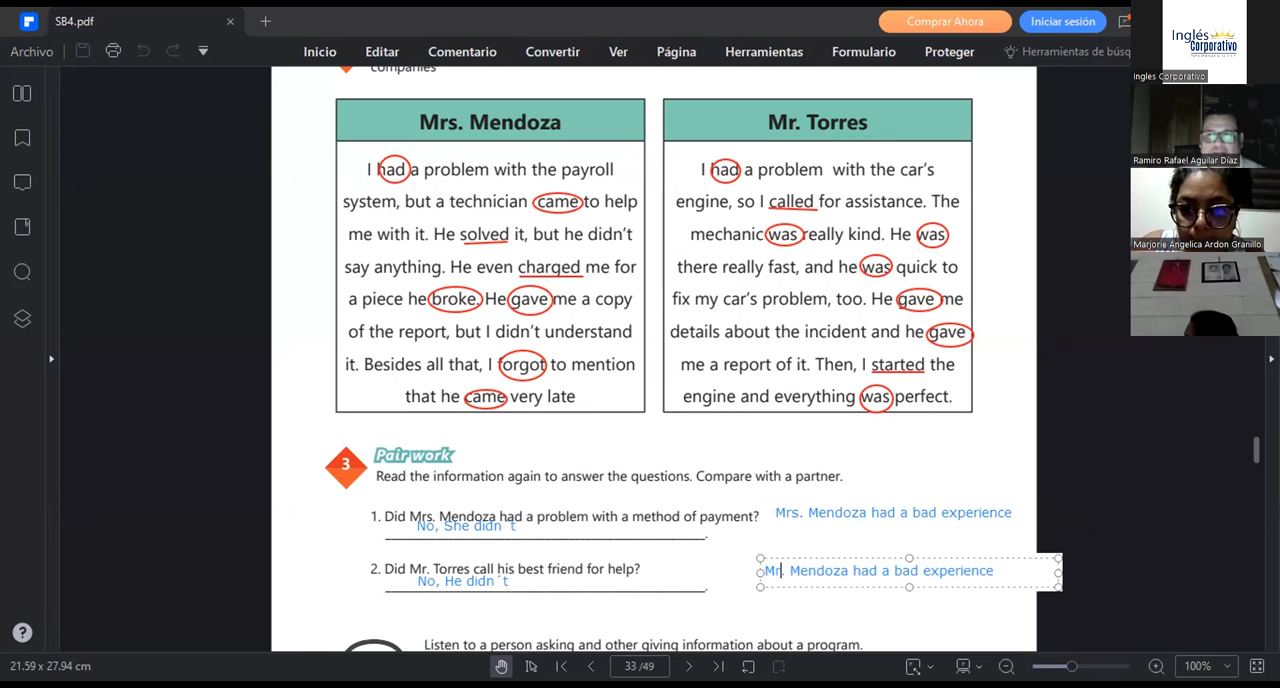 SB4.pdf
Comprar Ahora
Iniciar sesión
Archivo
Inicio
Editar
Comentario
Convertir
Ver
Página
Herramientas
Formulario
Proteger
Herramientas de búsq
Inglés
Corporativo
Ingles Corporativo
Ramiro Rafael Aguilar Díaz
Marjorie Angelica Ardon Granillo
companies
Mrs. Mendoza
I had a problem with the payroll
system, but a technician came to help
me with it. He solved it, but he didn't
say anything. He even charged me for
a piece he broke. He gave me a copy
of the report, but I didn't understand
it. Besides all that, I forgot to mention
that he came very late
Mr. Torres
I had a problem with the car's
engine, so I called for assistance. The
mechanic was really kind. He was
there really fast, and he was quick to
fix my car's problem, too. He gave me
details about the incident and he gave
me a report of it. Then, I started the
engine and everything was perfect.
3
Pair work
Read the information again to answer the questions. Compare with a partner.
1. Did Mrs. Mendoza had a problem with a method of payment?
No, She didn´t
Mrs. Mendoza had a bad experience
2. Did Mr. Torres call his best friend for help?
No, He didn´t
Mr. Mendoza had a bad experience
Listen to a person asking and other giving information about a program.
21.59 x 27.94 cm
33 /49
100%